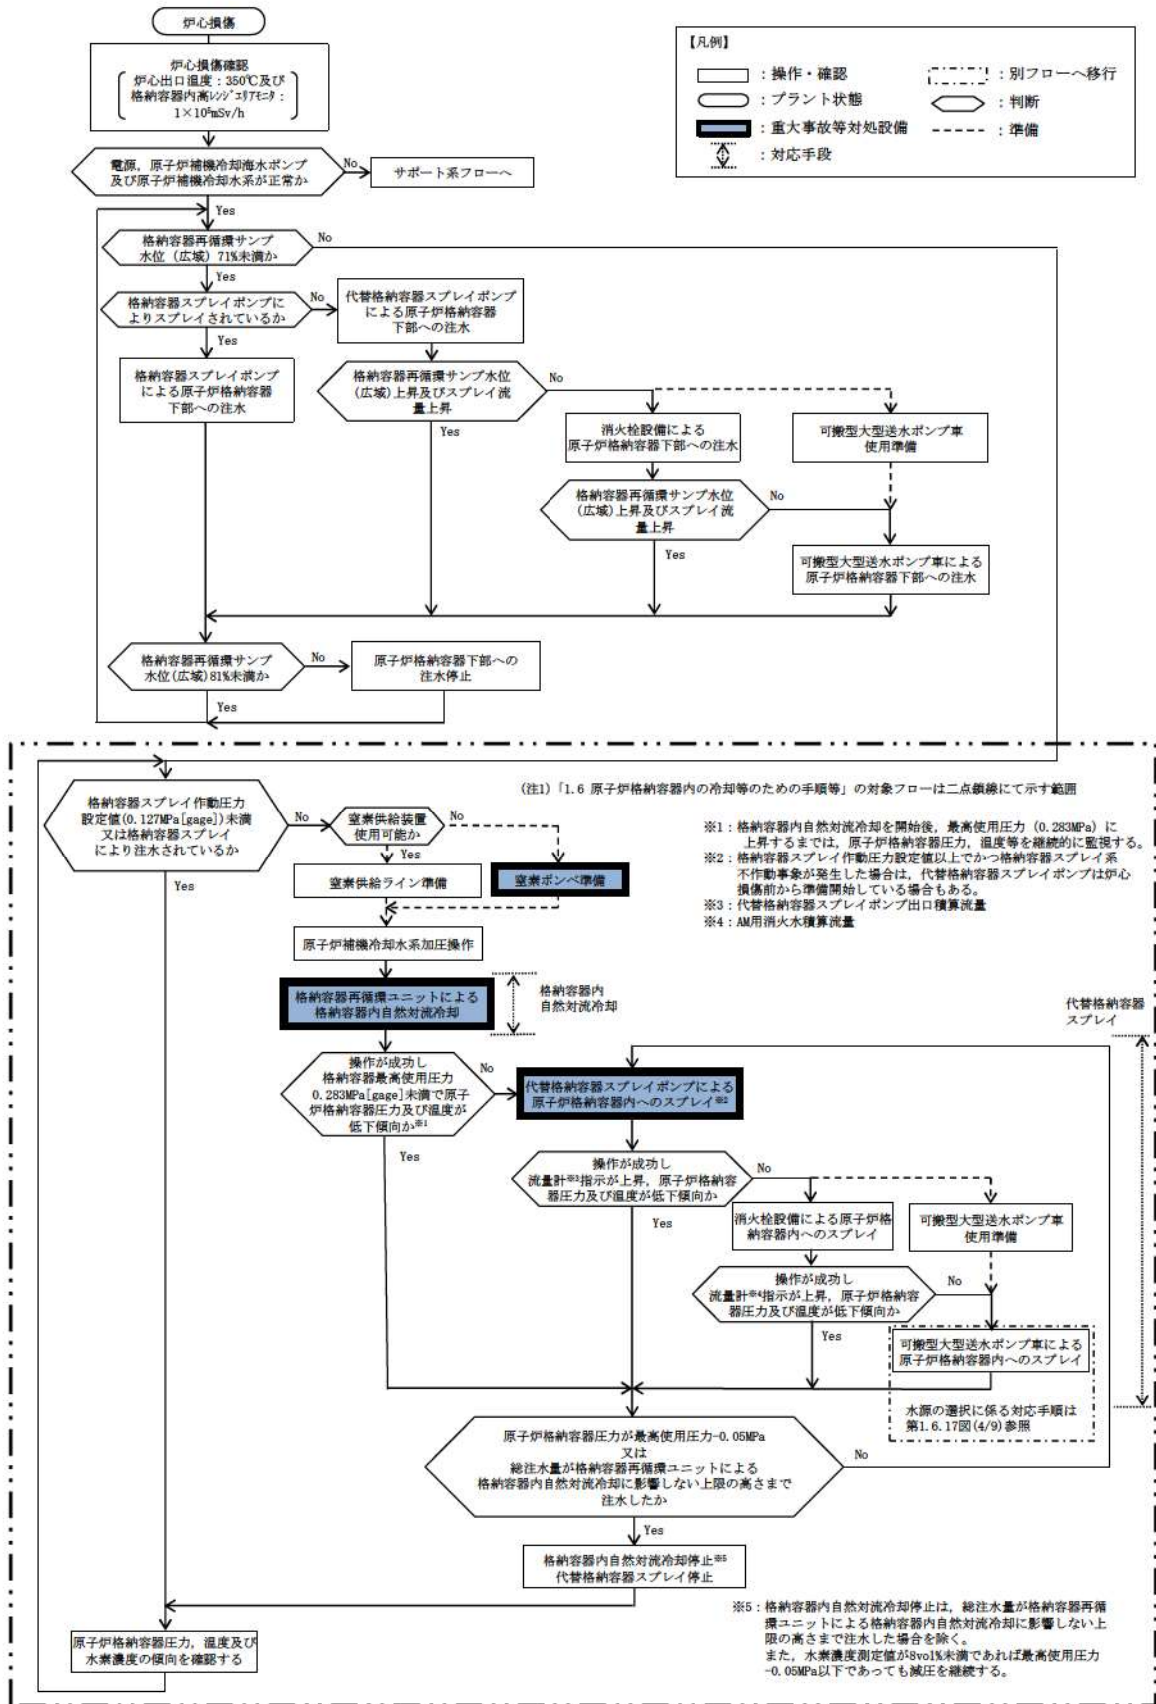 炉心損傷
炉心損傷確認
炉心出口温度：350℃及び
格納容器内高ﾚﾝｼﾞｴﾘｱﾓﾆﾀ：
1×10⁵mSv/h
【凡例】
：操作・確認
：別フローへ移行
：プラント状態
：判断
：重大事故等対処設備
：準備
：対応手段
電源，原子炉補機冷却海水ポンプ
及び原子炉補機冷却水系が正常か
No
サポート系フローへ
Yes
格納容器再循環サンプ
水位（広域）71%未満か
No
Yes
格納容器スプレイポンプに
よりスプレイされているか
No
代替格納容器スプレイポンプ
による原子炉格納容器
下部への注水
Yes
格納容器スプレイポンプ
による原子炉格納容器
下部への注水
格納容器再循環サンプ水位
(広域)上昇及びスプレイ流
量上昇
No
Yes
消火栓設備による
原子炉格納容器下部への注水
可搬型大型送水ポンプ車
使用準備
格納容器再循環サンプ水位
(広域)上昇及びスプレイ流
量上昇
No
Yes
可搬型大型送水ポンプ車による
原子炉格納容器下部への注水
格納容器再循環サンプ
水位(広域)81%未満か
No
原子炉格納容器下部への
注水停止
Yes
(注1)「1.6 原子炉格納容器内の冷却等のための手順等」の対象フローは二点鎖線にて示す範囲
格納容器スプレイ作動圧力
設定値(0.127MPa[gage])未満
又は格納容器スプレイ
により注水されているか
No
窒素供給装置
使用可能か
No
Yes
Yes
窒素供給ライン準備
窒素ボンベ準備
※1：格納容器内自然対流冷却を開始後，最高使用圧力（0.283MPa）に
上昇するまでは，原子炉格納容器圧力，温度等を継続的に監視する。
※2：格納容器スプレイ作動圧力設定値以上でかつ格納容器スプレイ系
不作動事象が発生した場合は，代替格納容器スプレイポンプは炉心
損傷前から準備開始している場合もある。
※3：代替格納容器スプレイポンプ出口積算流量
※4：AM用消火水積算流量
原子炉補機冷却水系加圧操作
格納容器再循環ユニットによる
格納容器内自然対流冷却
格納容器内
自然対流冷却
代替格納容器
スプレイ
操作が成功し
格納容器最高使用圧力
0.283MPa[gage]未満で原子
炉格納容器圧力及び温度が
低下傾向か※1
No
Yes
代替格納容器スプレイポンプによる
原子炉格納容器内へのスプレイ※2
操作が成功し
流量計※3指示が上昇，原子炉格納容
器圧力及び温度が低下傾向か
No
Yes
消火栓設備による原子炉格
納容器内へのスプレイ
可搬型大型送水ポンプ車
使用準備
操作が成功し
流量計※4指示が上昇，原子炉格納容
器圧力及び温度が低下傾向か
No
Yes
可搬型大型送水ポンプ車による
原子炉格納容器内へのスプレイ
水源の選択に係る対応手順は
第1.6.17図(4/9)参照
原子炉格納容器圧力が最高使用圧力-0.05MPa
又は
総注水量が格納容器再循環ユニットによる
格納容器内自然対流冷却に影響しない上限の高さまで
注水したか
No
Yes
格納容器内自然対流冷却停止※5
代替格納容器スプレイ停止
※5：格納容器内自然対流冷却停止は，総注水量が格納容器再循
環ユニットによる格納容器内自然対流冷却に影響しない上
限の高さまで注水した場合を除く。
また，水素濃度測定値が8vol%未満であれば最高使用圧力
-0.05MPa以下であっても減圧を継続する。
原子炉格納容器圧力，温度及び
水素濃度の傾向を確認する